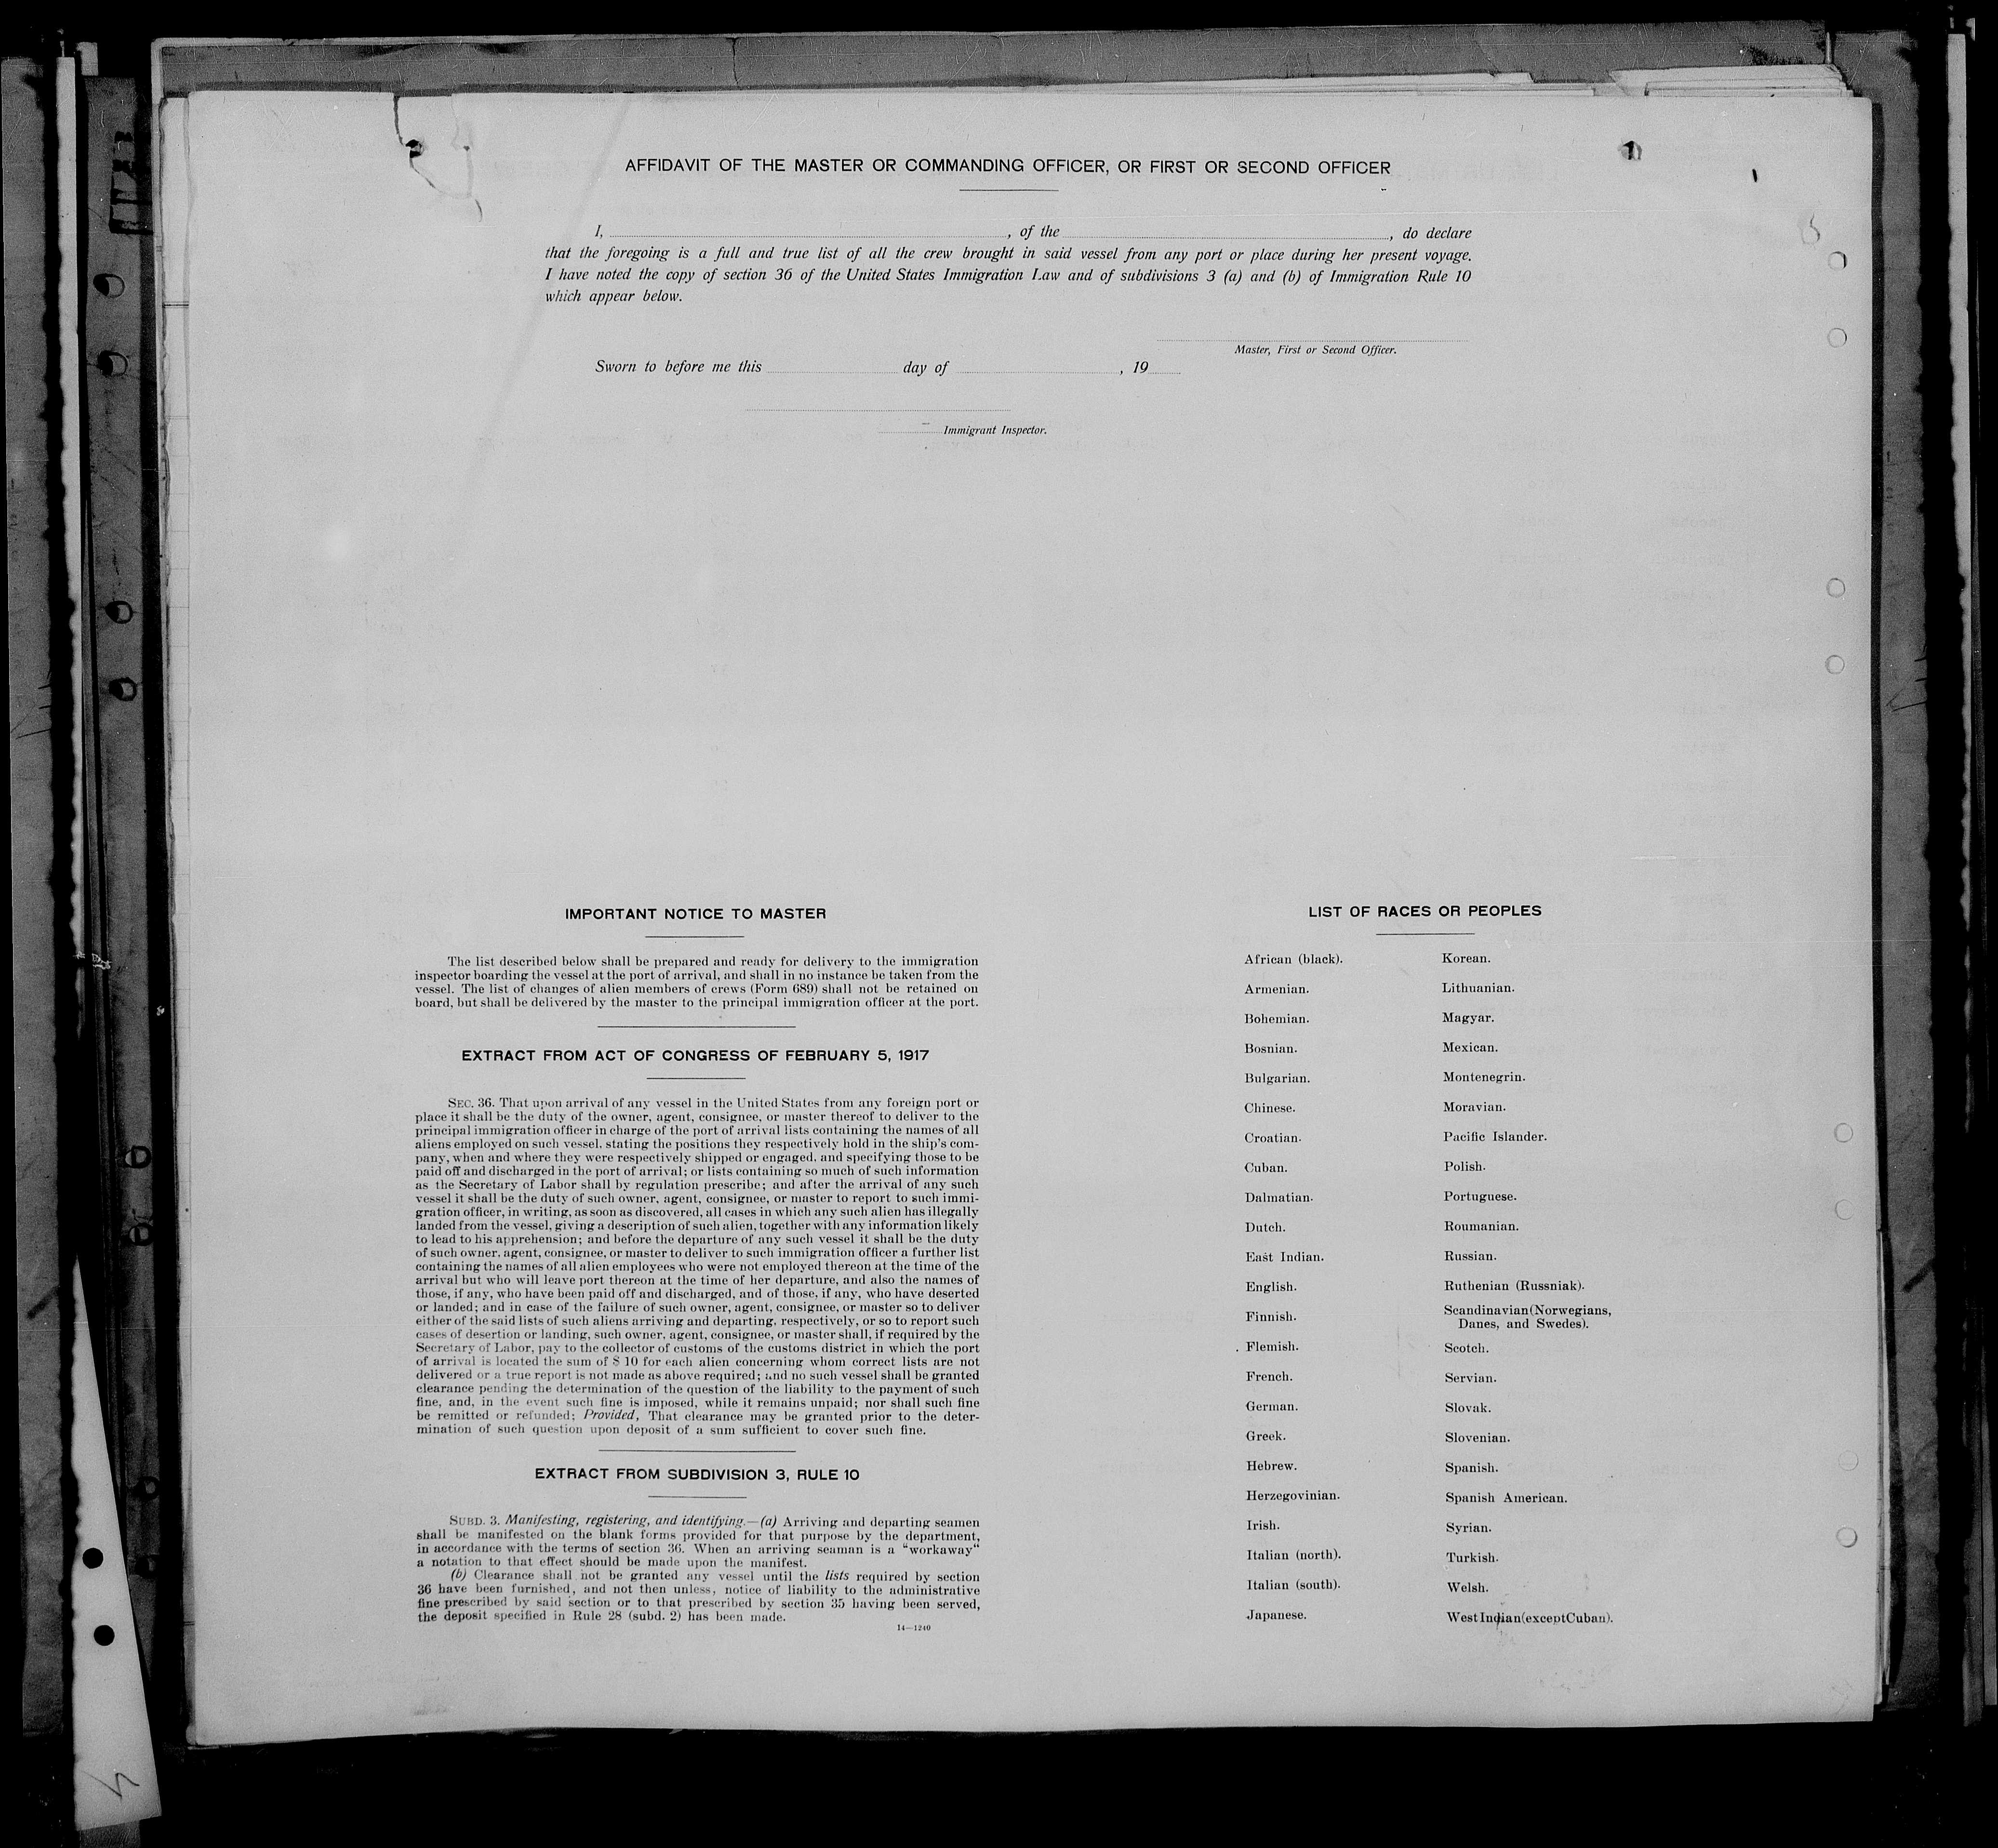 AFFIDAVIT OF THE MASTER OR COMMANDING OFFICER, OR FIRST OR SECOND OFFICER
I, , of the , do declare
that the foregoing is a full and true list of all the crew brought in said vessel from any port or place during her present voyage.
I have noted the copy of section 36 of the United States Immigration Law and of subdivisions 3 (a) and (b) of Immigration Rule 10
which appear below.
Master, First or Second Officer.
Sworn to before me this day of , 19
Immigrant Inspector.
IMPORTANT NOTICE TO MASTER
The list described below shall be prepared and ready for delivery to the immigration
inspector boarding the vessel at the port of arrival, and shall in no instance be taken from the
vessel. The list of changes of alien members of crews (Form 689) shall not be retained on
board, but shall be delivered by the master to the principal immigration officer at the port.
EXTRACT FROM ACT OF CONGRESS OF FEBRUARY 5, 1917
SEC. 36. That upon arrival of any vessel in the United States from any foreign port or
place it shall be the duty of the owner, agent, consignee, or master thereof to deliver to the
principal immigration officer in charge of the port of arrival lists containing the names of all
aliens employed on such vessel, stating the positions they respectively hold in the ship's com-
pany, when and where they were respectively shipped or engaged, and specifying those to be
paid off and discharged in the port of arrival; or lists containing so much of such information
as the Secretary of Labor shall by regulation prescribe; and after the arrival of any such
vessel it shall be the duty of such owner, agent, consignee, or master to report to such immi-
gration officer, in writing, as soon as discovered, all cases in which any such alien has illegally
landed from the vessel, giving a description of such alien, together with any information likely
to lead to his apprehension; and before the departure of any such vessel it shall be the duty
of such owner, agent, consignee, or master to deliver to such immigration officer a further list
containing the names of all alien employees who were not employed thereon at the time of the
arrival but who will leave port thereon at the time of her departure, and also the names of
those, if any, who have been paid off and discharged, and of those, if any, who have deserted
or landed; and in case of the failure of such owner, agent, consignee, or master so to deliver
either of the said lists of such aliens arriving and departing, respectively, or so to report such
cases of desertion or landing, such owner, agent, consignee, or master shall, if required by the
Secretary of Labor, pay to the collector of customs of the customs district in which the port
of arrival is located the sum of $ 10 for each alien concerning whom correct lists are not
delivered or a true report is not made as above required; and no such vessel shall be granted
clearance pending the determination of the question of the liability to the payment of such
fine, and, in the event such fine is imposed, while it remains unpaid; nor shall such fine
be remitted or refunded; Provided, That clearance may be granted prior to the deter-
mination of such question upon deposit of a sum sufficient to cover such fine.
EXTRACT FROM SUBDIVISION 3, RULE 10
SUBD. 3. Manifesting, registering, and identifying.—(a) Arriving and departing seamen
shall be manifested on the blank forms provided for that purpose by the department,
in accordance with the terms of section 36. When an arriving seaman is a "workaway"
a notation to that effect should be made upon the manifest.
(b) Clearance shall not be granted any vessel until the lists required by section
36 have been furnished, and not then unless, notice of liability to the administrative
fine prescribed by said section or to that prescribed by section 35 having been served,
the deposit specified in Rule 28 (subd. 2) has been made.
14—1240
LIST OF RACES OR PEOPLES
African (black).
Armenian.
Bohemian.
Bosnian.
Bulgarian.
Chinese.
Croatian.
Cuban.
Dalmatian.
Dutch.
East Indian.
English.
Finnish.
Flemish.
French.
German.
Greek.
Hebrew.
Herzegovinian.
Irish.
Italian (north).
Italian (south).
Japanese.
Korean.
Lithuanian.
Magyar.
Mexican.
Montenegrin.
Moravian.
Pacific Islander.
Polish.
Portuguese.
Roumanian.
Russian.
Ruthenian (Russniak).
Scandinavian(Norwegians,
Danes, and Swedes).
Scotch.
Servian.
Slovak.
Slovenian.
Spanish.
Spanish American.
Syrian.
Turkish.
Welsh.
West Indian(except Cuban).